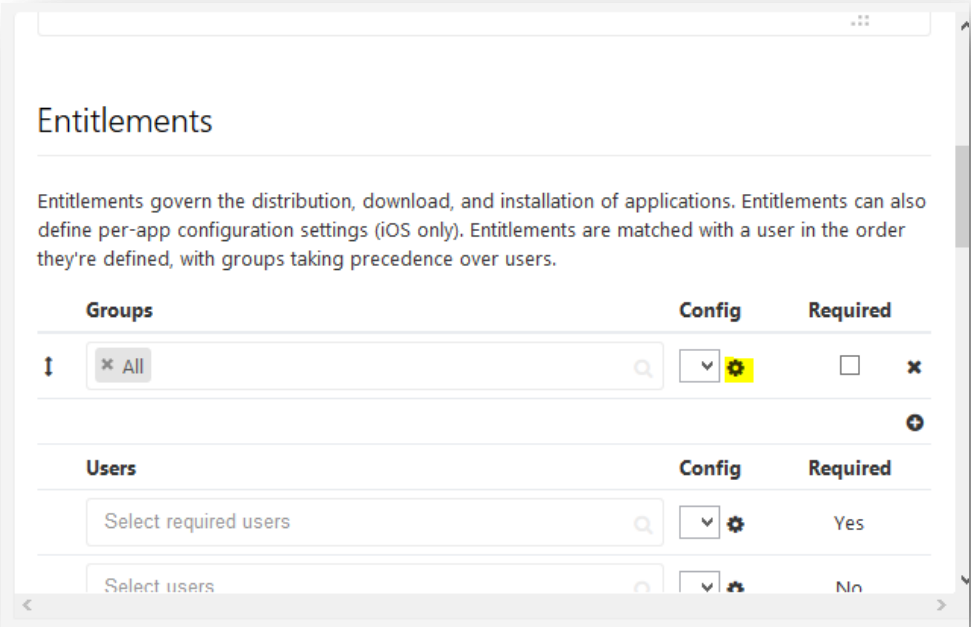 Entitlements
Entitlements govern the distribution, download, and installation of applications. Entitlements can also
define per-app configuration settings (iOS only). Entitlements are matched with a user in the order
they're defined, with groups taking precedence over users.
Groups Config Required
All
Users Config Required
Select required users Yes
Select users No